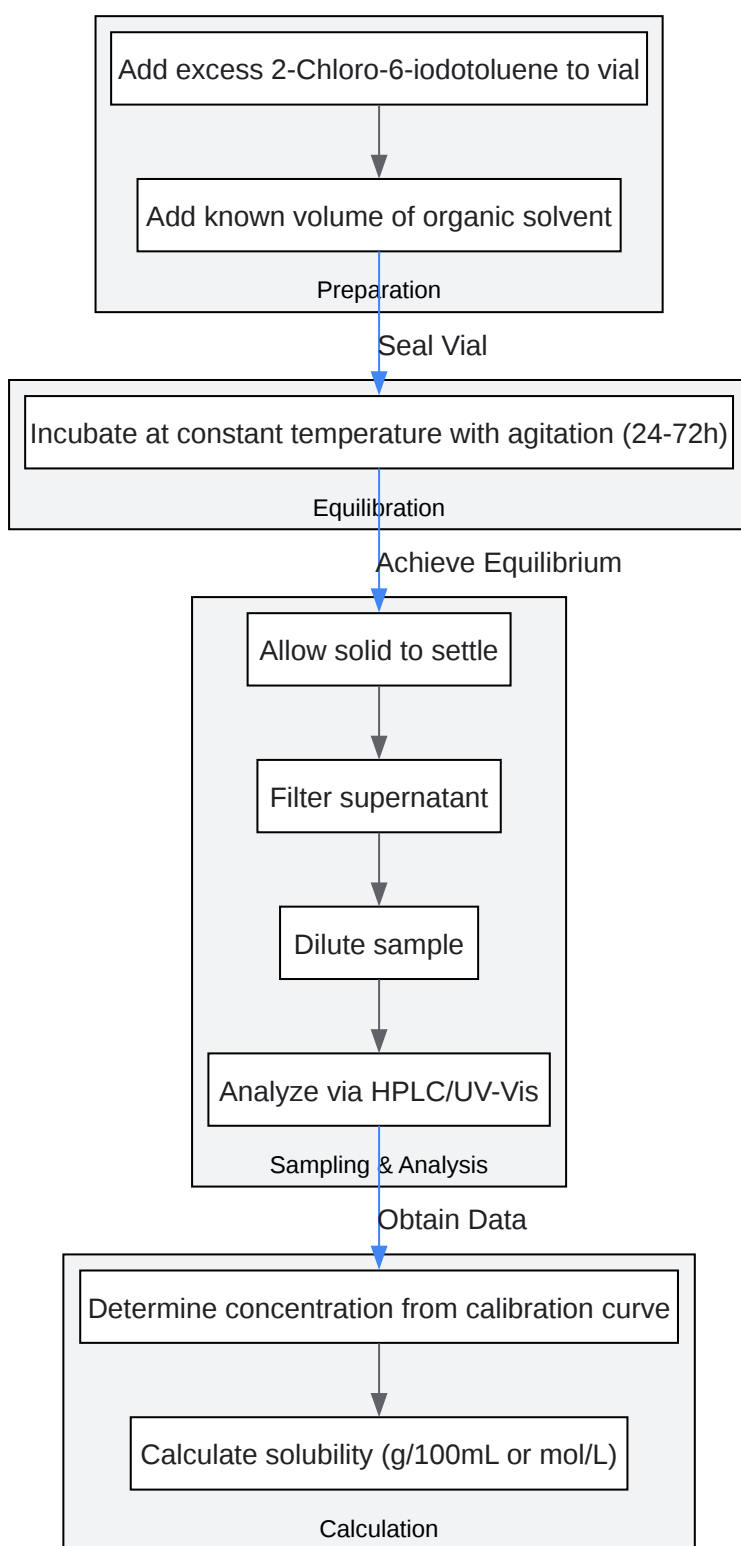 Add excess 2-Chloro-6-iodotoluene to vial
Add known volume of organic solvent
Preparation
Seal Vial
Incubate at constant temperature with agitation (24-72h)
Equilibration
Achieve Equilibrium
Allow solid to settle
Filter supernatant
Dilute sample
Analyze via HPLC/UV-Vis
Sampling & Analysis
Obtain Data
Determine concentration from calibration curve
Calculate solubility (g/100mL or mol/L)
Calculation